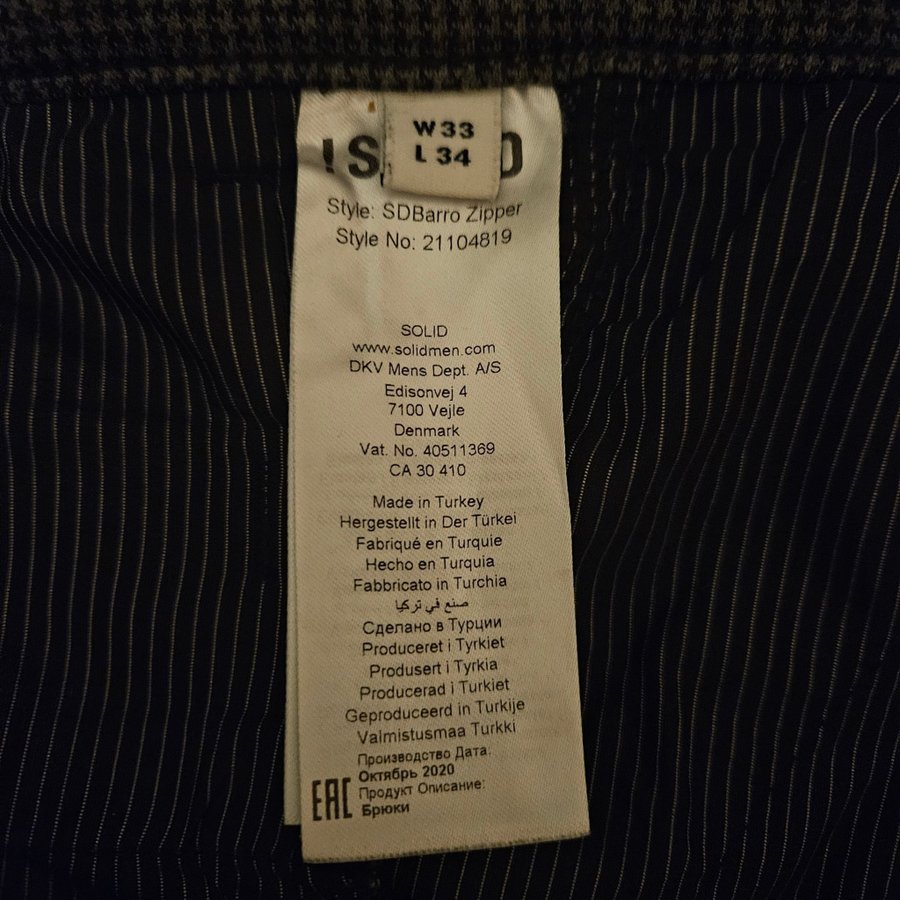 W 33
L 34
Style: SDBarro Zipper
Style No: 21104819
SOLID
www.solidmen.com
DKV Mens Dept. A/S
Edisonvej 4
7100 Vejle
Denmark
Vat. No. 40511369
CA 30 410
Made in Turkey
Hergestellt in Der Türkei
Fabriqué en Turquie
Hecho en Turquia
Fabbricato in Turchia
صنع في تركيا
Сделано в Турции
Produceret i Tyrkiet
Produsert i Tyrkia
Producerad i Turkiet
Geproduceerd in Turkije
Valmistusmaa Turkki
Производство Дата:
Октябрь 2020
Продукт Описание:
Брюки
EAC